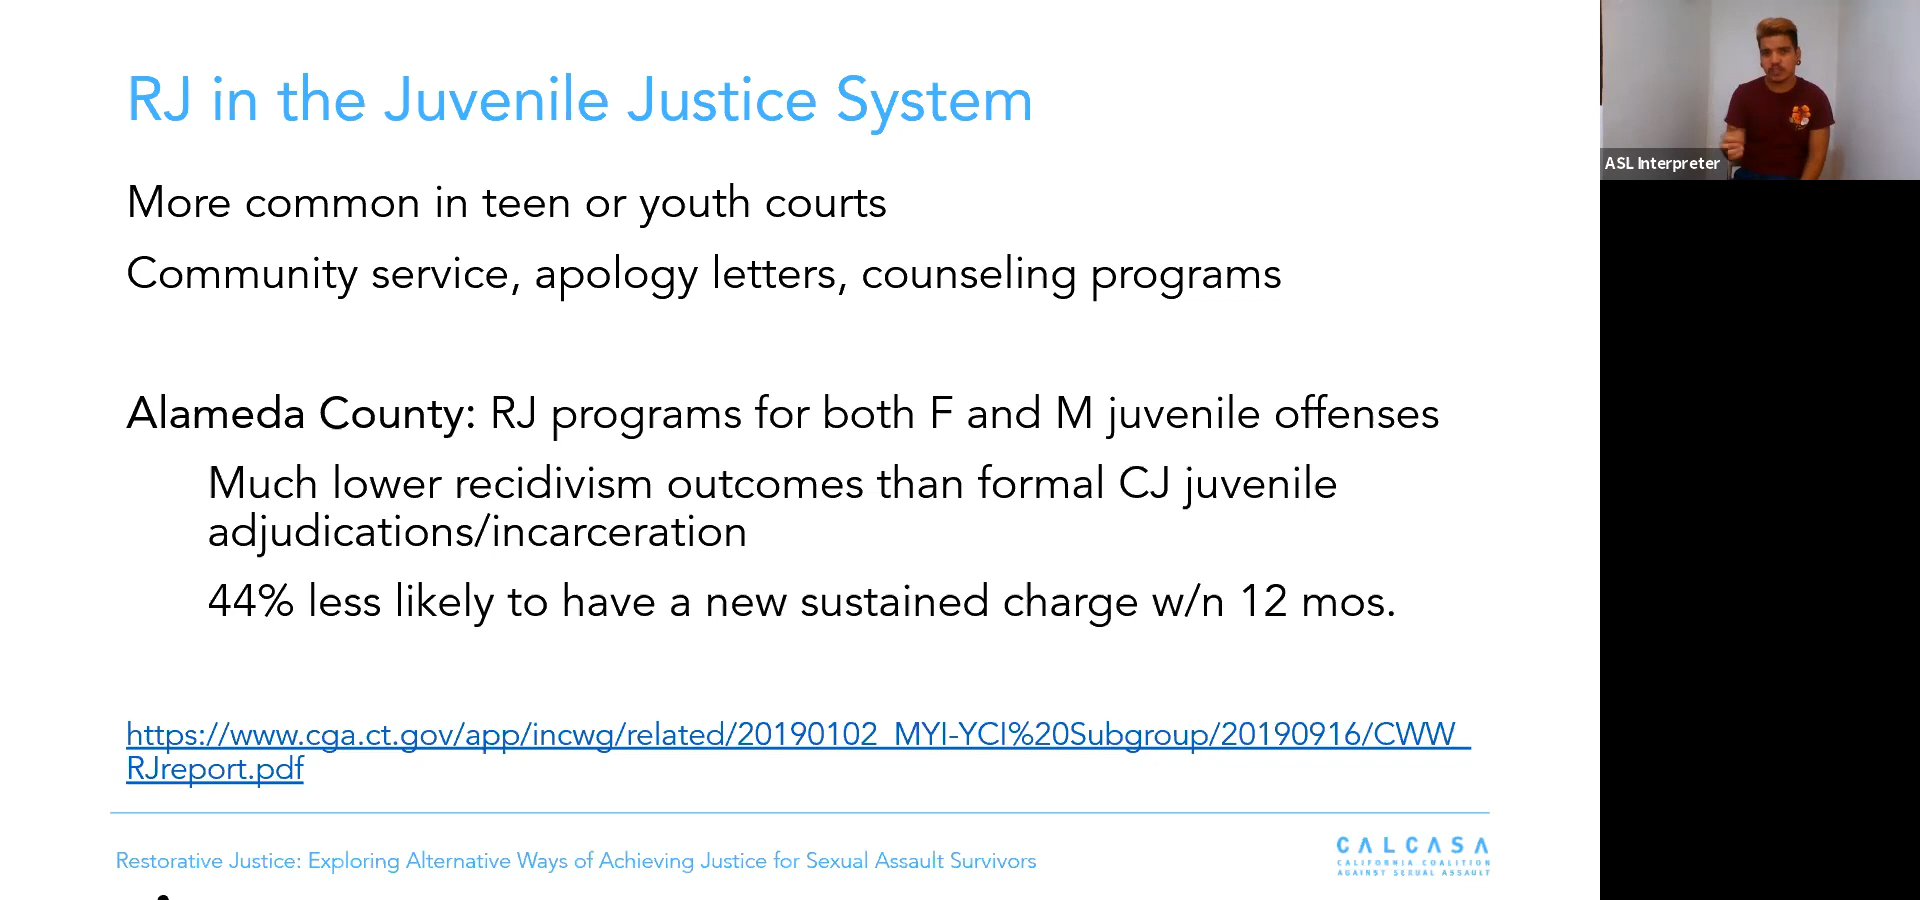 RJ in the Juvenile Justice System
More common in teen or youth courts
Community service, apology letters, counseling programs
Alameda County: RJ programs for both F and M juvenile offenses
Much lower recidivism outcomes than formal CJ juvenile
adjudications/incarceration
44% less likely to have a new sustained charge w/n 12 mos.
https://www.cga.ct.gov/app/incwg/related/20190102_MYI-YCI%20Subgroup/20190916/CWW_
RJreport.pdf
Restorative Justice: Exploring Alternative Ways of Achieving Justice for Sexual Assault Survivors
CALCASA
CALIFORNIA COALITION
AGAINST SEXUAL ASSAULT
ASL Interpreter